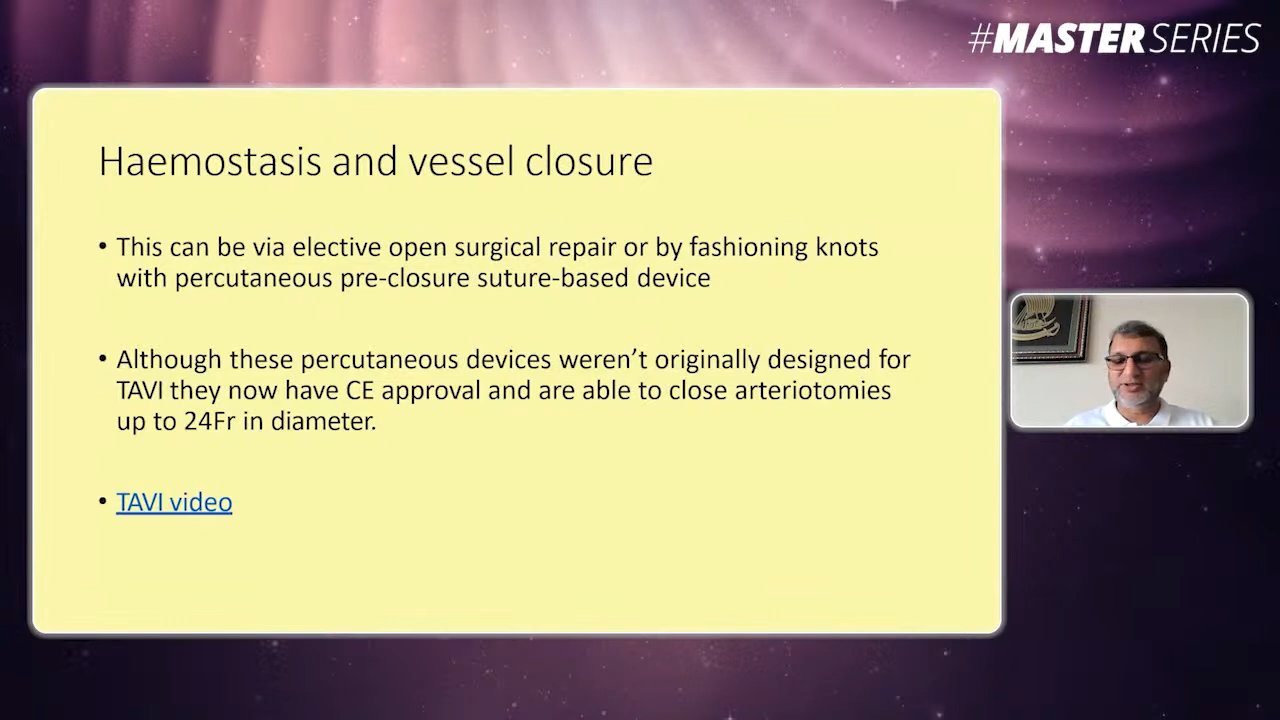 #MASTERSERIES
Haemostasis and vessel closure
• This can be via elective open surgical repair or by fashioning knots
with percutaneous pre-closure suture-based device
• Although these percutaneous devices weren’t originally designed for
TAVI they now have CE approval and are able to close arteriotomies
up to 24Fr in diameter.
• TAVI video